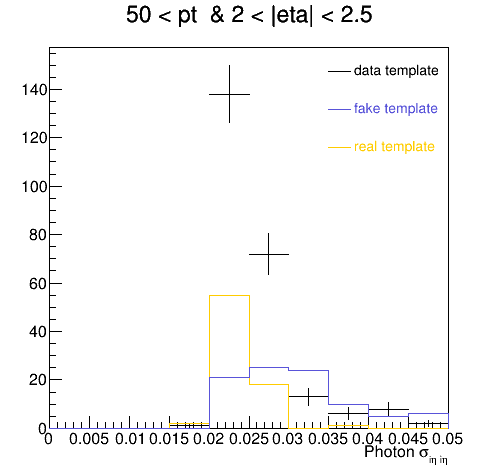 50 < pt  & 2 < |eta| < 2.5
data template
fake template
real template
140
120
100
80
60
40
20
0
0 0.005 0.01 0.015 0.02 0.025 0.03 0.035 0.04 0.045 0.05
Photon σiη iη